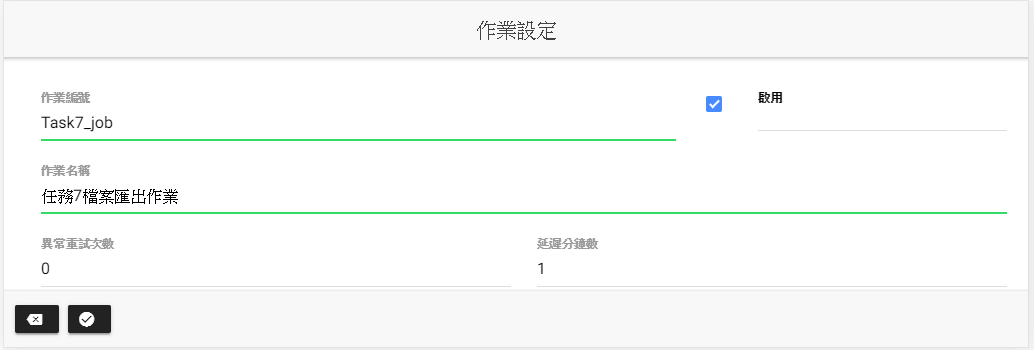 作業設定
作業編號
Task7_job
啟用
作業名稱
任務7檔案匯出作業
異常重試次數
延遲分鐘數
0
1